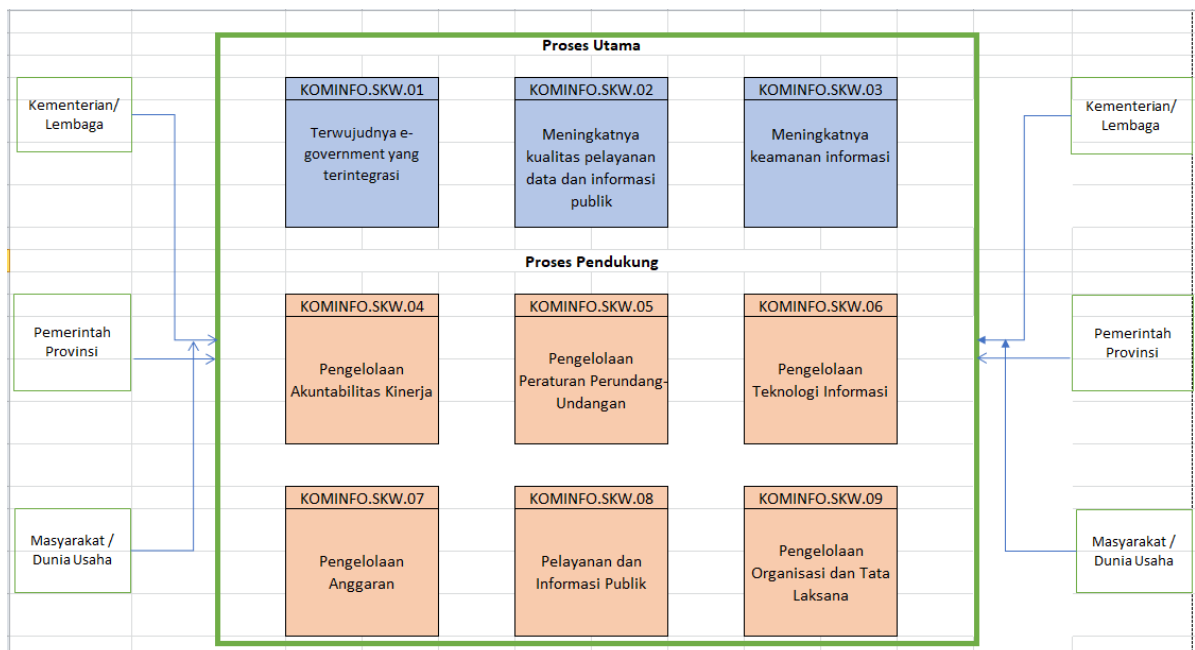 Proses Utama
Kementerian/
Lembaga
KOMINFO.SKW.01
Terwujudnya e-
government yang
terintegrasi
KOMINFO.SKW.02
Meningkatnya
kualitas pelayanan
data dan informasi
publik
KOMINFO.SKW.03
Meningkatnya
keamanan informasi
Kementerian/
Lembaga
Proses Pendukung
Pemerintah
Provinsi
KOMINFO.SKW.04
Pengelolaan
Akuntabilitas Kinerja
KOMINFO.SKW.05
Pengelolaan
Peraturan Perundang-
Undangan
KOMINFO.SKW.06
Pengelolaan
Teknologi Informasi
Pemerintah
Provinsi
Masyarakat /
Dunia Usaha
KOMINFO.SKW.07
Pengelolaan
Anggaran
KOMINFO.SKW.08
Pelayanan dan
Informasi Publik
KOMINFO.SKW.09
Pengelolaan
Organisasi dan Tata
Laksana
Masyarakat /
Dunia Usaha